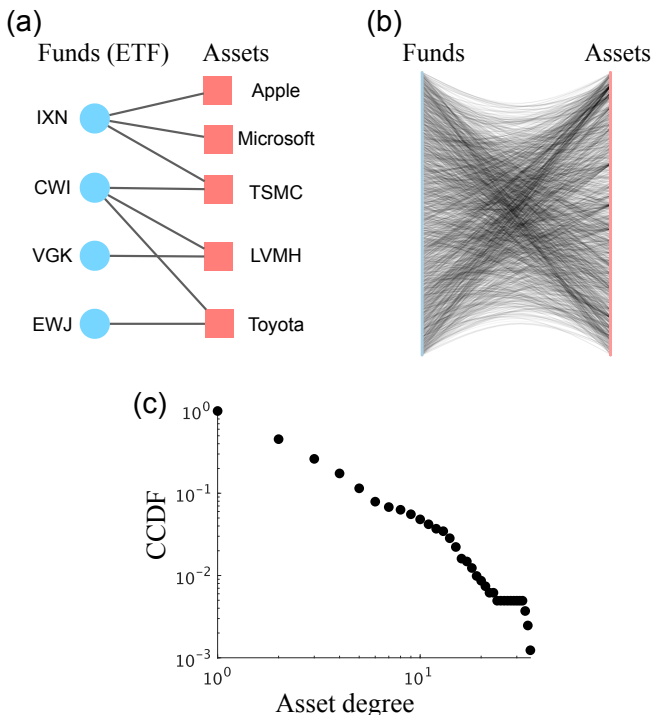 (a)
Funds (ETF) Assets
IXN
CWI
VGK
EWJ
Apple
Microsoft
TSMC
LVMH
Toyota
(b)
Funds Assets
(c)
CCDF
10^0
10^-1
10^-2
10^-3
10^0 10^1
Asset degree